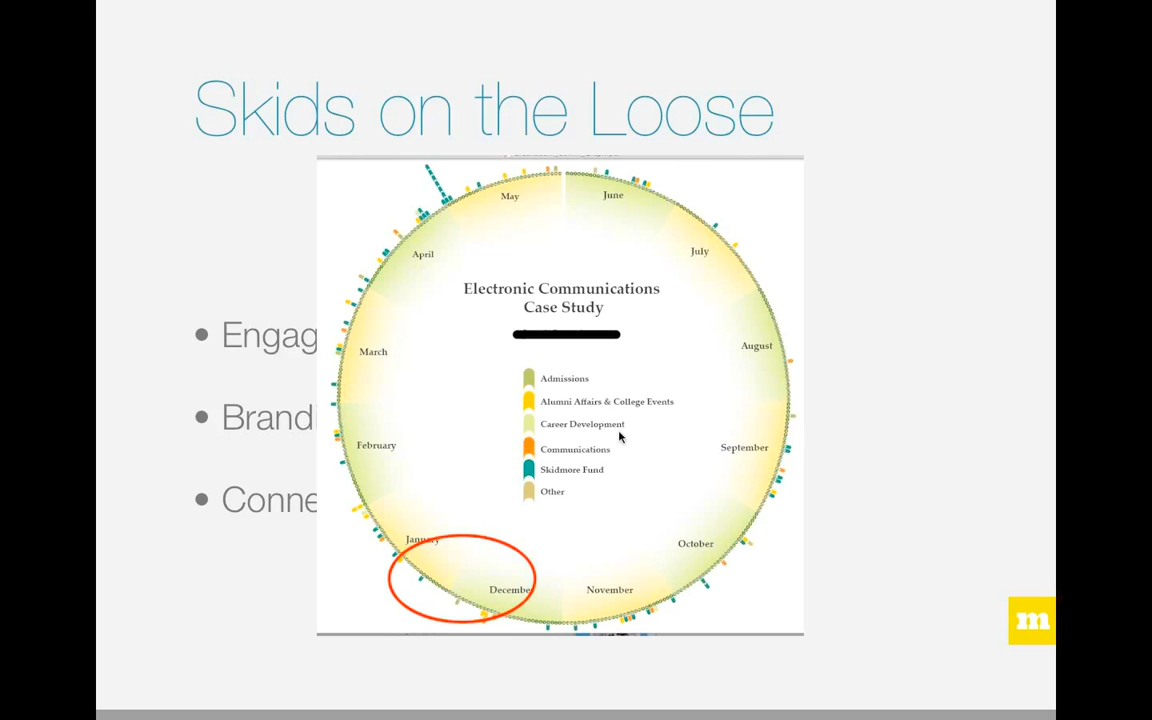 Skids on the Loose
May
June
April
July
Electronic Communications
Case Study
March
August
Admissions
Alumni Affairs & College Events
Career Development
Communications
Skidmore Fund
Other
February
September
January
October
December
November
• Engag
• Brand
• Conne
m